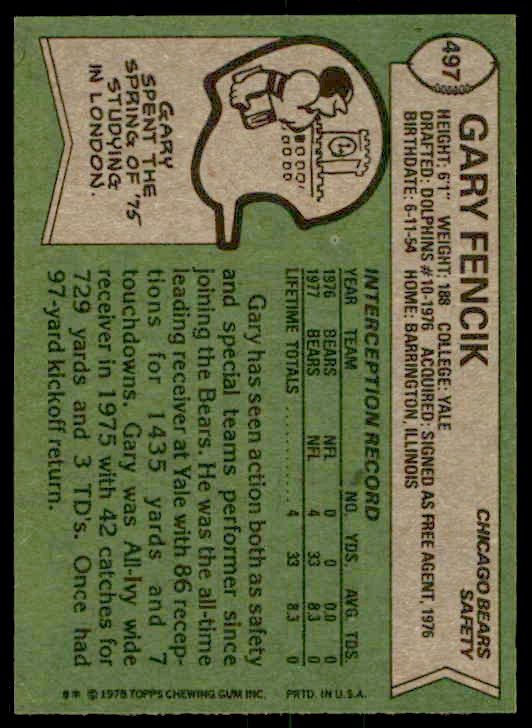 497
GARY FENCIK
CHICAGO BEARS
SAFETY
HEIGHT: 6'1" WEIGHT: 188 COLLEGE: YALE
DRAFTED: DOLPHINS #10-1976 ACQUIRED: SIGNED AS FREE AGENT, 1976
BIRTHDATE: 6-11-54 HOME: BARRINGTON, ILLINOIS
GARY
SPENT THE
SPRING OF '75
STUDYING
IN LONDON.
INTERCEPTION RECORD
YEAR TEAM NO. YDS. AVG. TDS.
1976 BEARS NFL 0 0 0.0 0
1977 BEARS NFL 4 33 8.3 0
LIFETIME TOTALS .......... 4 33 8.3 0
Gary has seen action both as safety
and special teams performer since
joining the Bears. He was the all-time
leading receiver at Yale with 86 recep-
tions for 1435 yards and 7
touchdowns. Gary was All-Ivy wide
receiver in 1975 with 42 catches for
729 yards and 3 TD's. Once had
97-yard kickoff return.
** © 1978 TOPPS CHEWING GUM INC. PRTD. IN U.S.A.